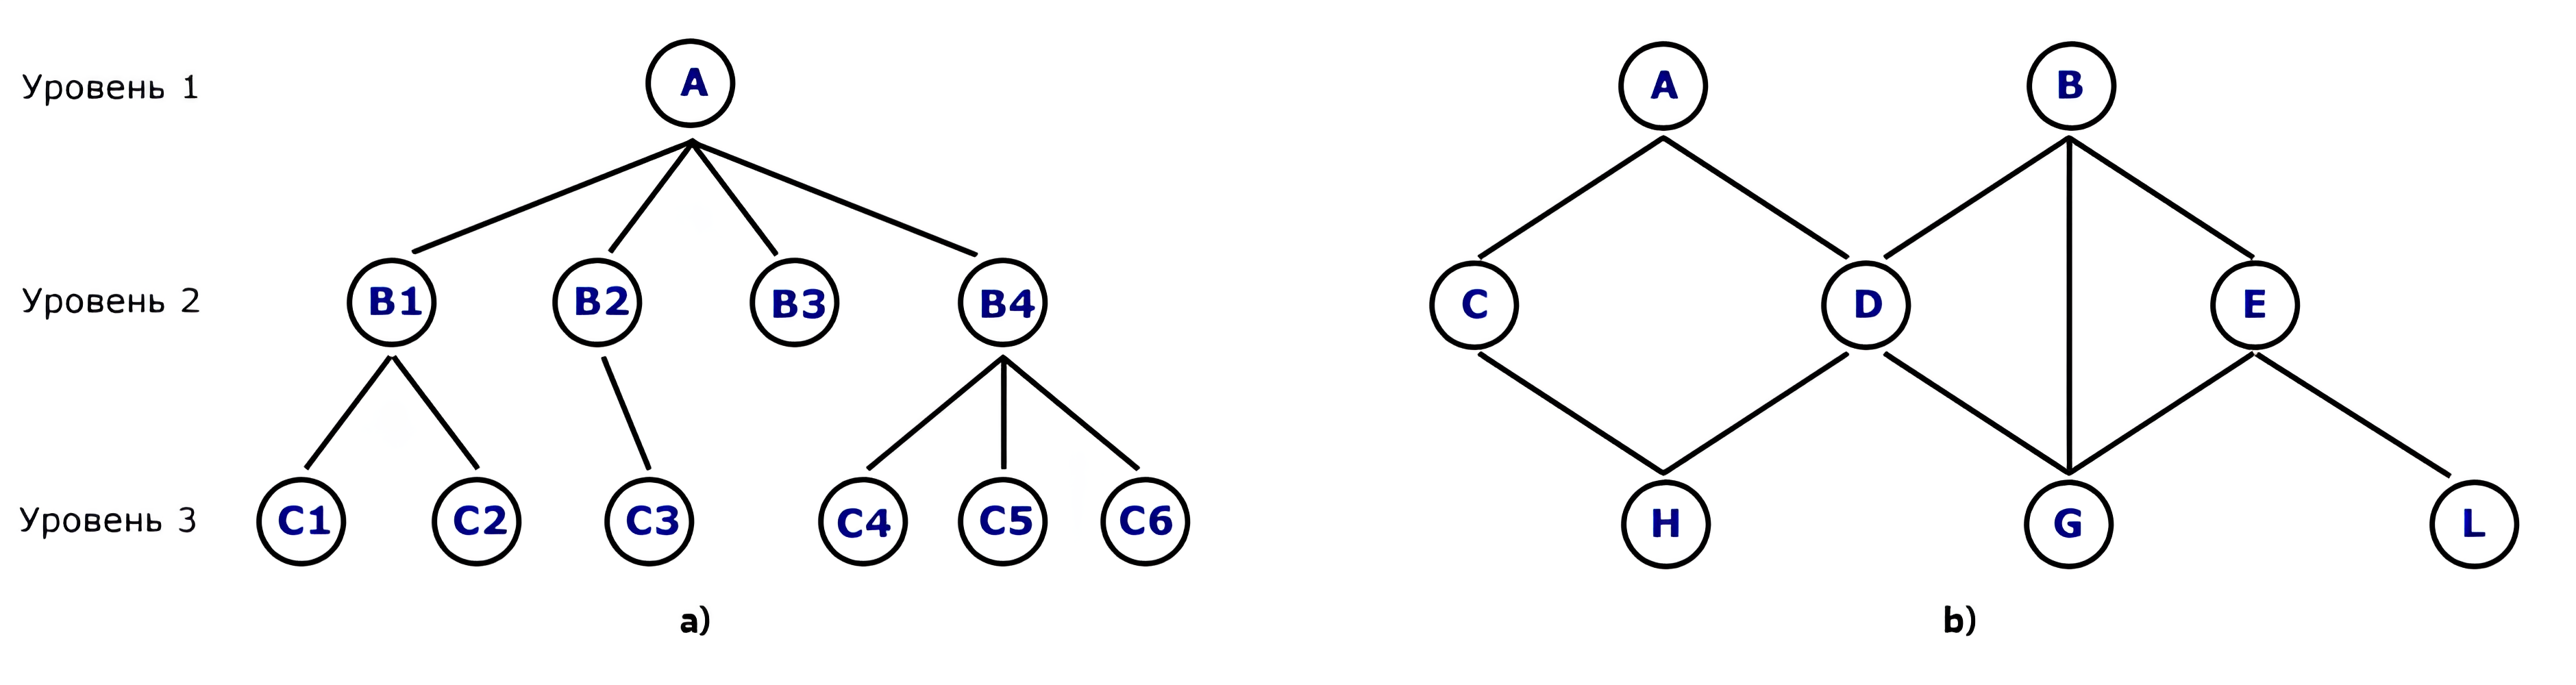 Уровень 1 A A B
Уровень 2 B1 B2 B3 B4 C D E
Уровень 3 C1 C2 C3 C4 C5 C6 H G L
a) b)